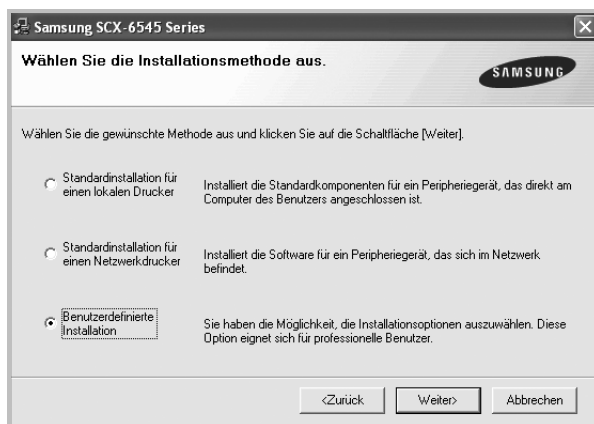 Samsung SCX-6545 Series
Wählen Sie die Installationsmethode aus.
SAMSUNG
Wählen Sie die gewünschte Methode aus und klicken Sie auf die Schaltfläche [Weiter].
Standardinstallation für
einen lokalen Drucker
Installiert die Standardkomponenten für ein Peripheriegerät, das direkt am
Computer des Benutzers angeschlossen ist.
Standardinstallation für
einen Netzwerkdrucker
Installiert die Software für ein Peripheriegerät, das sich im Netzwerk
befindet.
Benutzerdefinierte
Installation
Sie haben die Möglichkeit, die Installationsoptionen auszuwählen. Diese
Option eignet sich für professionelle Benutzer.
<Zurück
Weiter>
Abbrechen